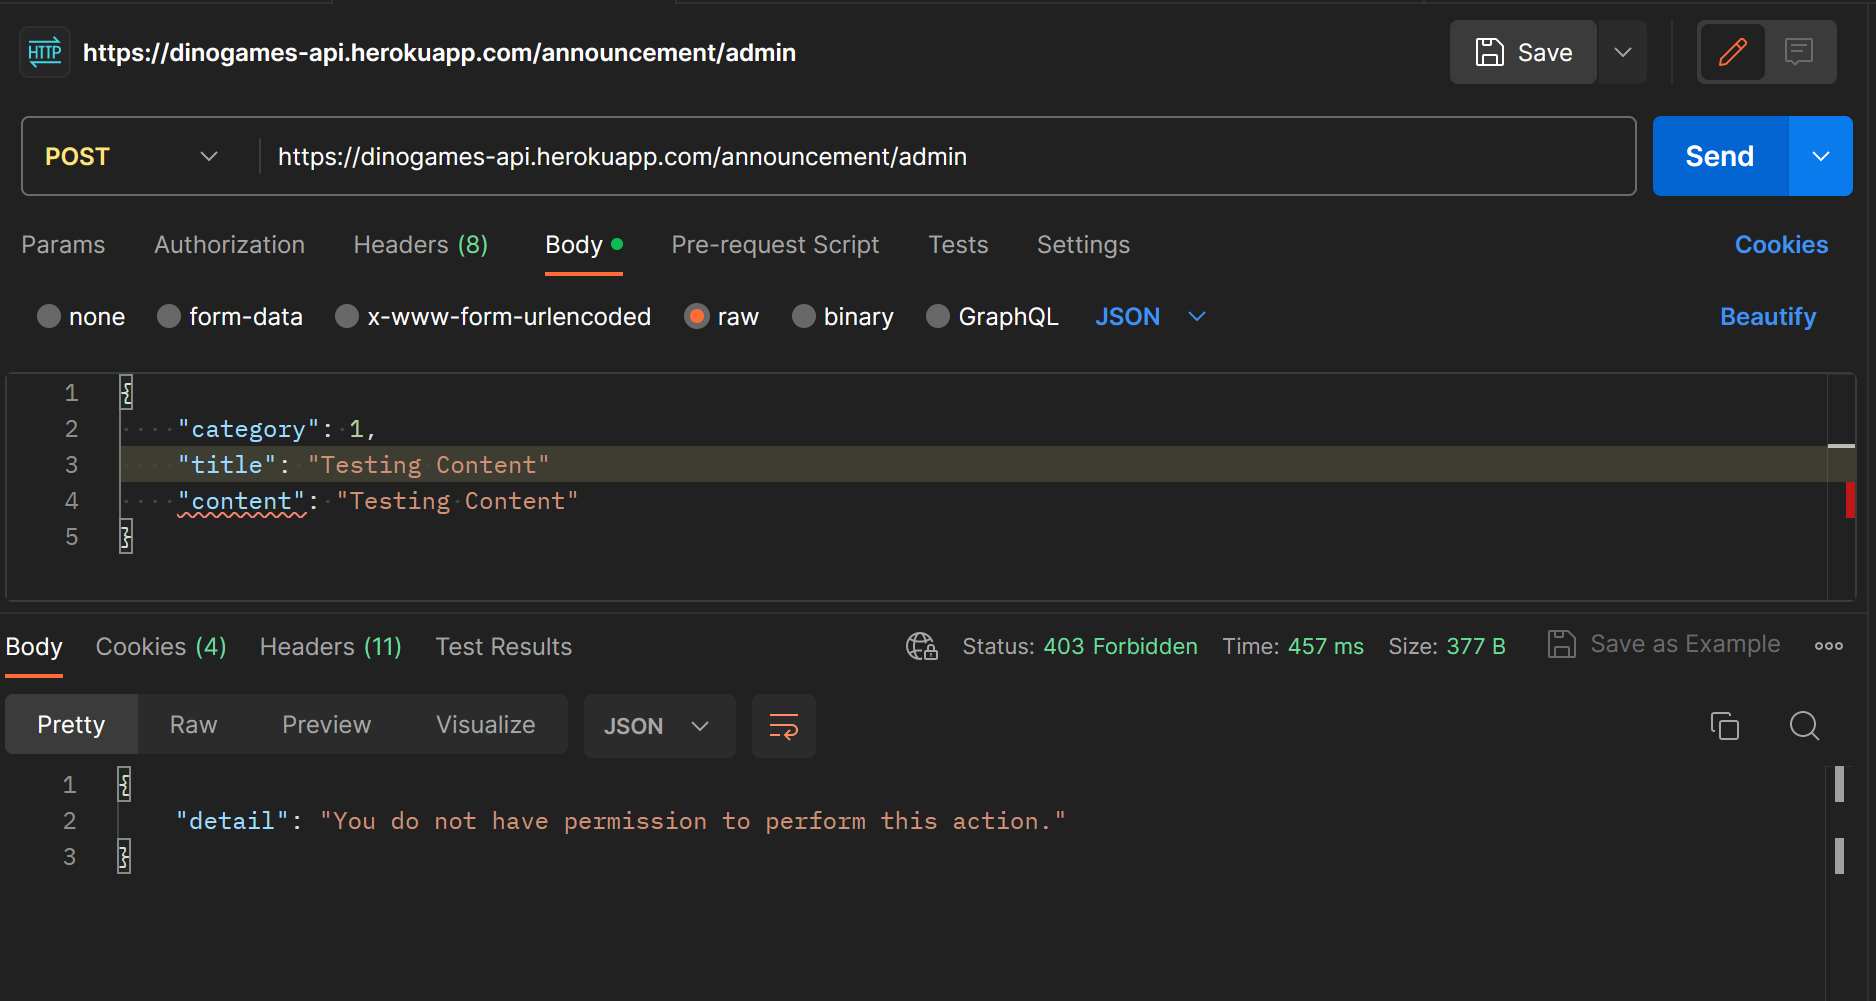 HTTP https://dinogames-api.herokuapp.com/announcement/admin Save
POST https://dinogames-api.herokuapp.com/announcement/admin Send
Params Authorization Headers (8) Body Pre-request Script Tests Settings Cookies
none form-data x-www-form-urlencoded raw binary GraphQL JSON Beautify
1 {
2 "category": 1,
3 "title": "Testing Content"
4 "content": "Testing Content"
5 }
Body Cookies (4) Headers (11) Test Results Status: 403 Forbidden Time: 457 ms Size: 377 B Save as Example
Pretty Raw Preview Visualize JSON
1 {
2 "detail": "You do not have permission to perform this action."
3 }